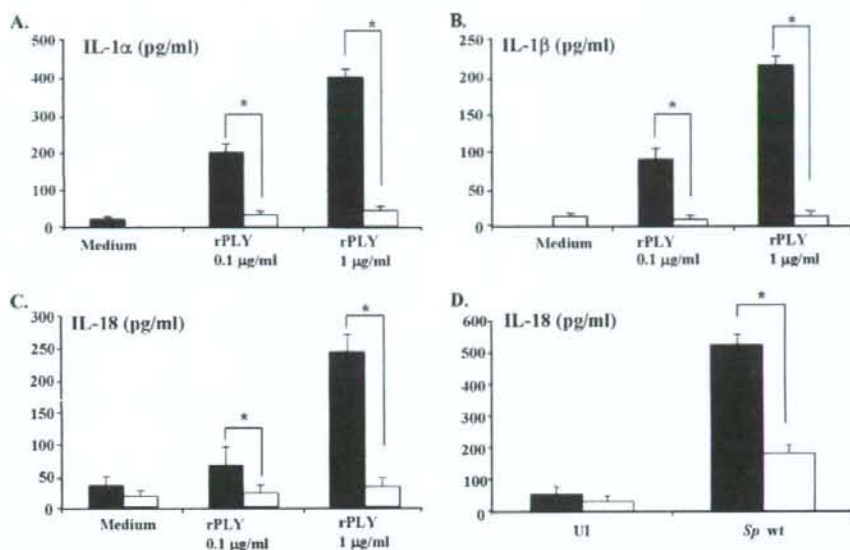 A.
IL-1α (pg/ml)
500
400
300
200
100
0
*
*
Medium
rPLY
0.1 µg/ml
rPLY
1 µg/ml
B.
IL-1β (pg/ml)
250
200
150
100
50
0
*
*
Medium
rPLY
0.1 µg/ml
rPLY
1 µg/ml
C.
IL-18 (pg/ml)
300
250
200
150
100
50
0
*
*
Medium
rPLY
0.1 µg/ml
rPLY
1 µg/ml
D.
IL-18 (pg/ml)
600
500
400
300
200
100
0
*
UI
Sp wt